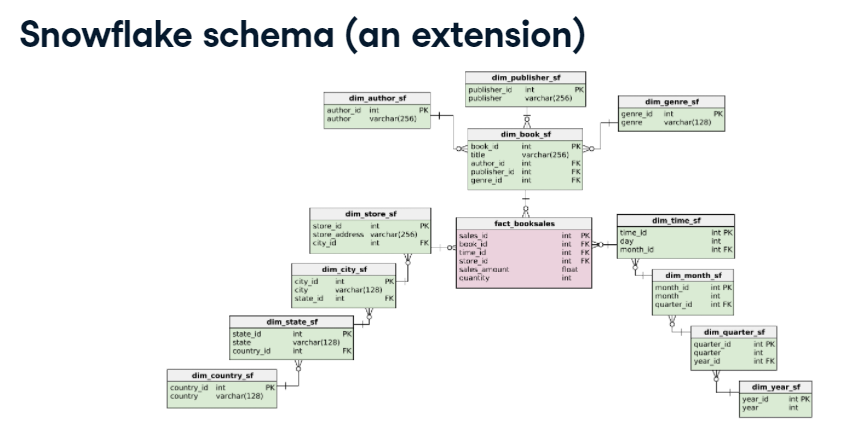 Snowflake schema (an extension)
dim_publisher_sf
publisher_id int PK
publisher varchar(256)
dim_author_sf
author_id int PK
author varchar(256)
dim_genre_sf
genre_id int PK
genre varchar(128)
dim_book_sf
book_id int PK
title varchar(256)
author_id int FK
publisher_id int FK
genre_id int FK
dim_store_sf
store_id int PK
store_address varchar(256)
city_id int FK
fact_booksales
sales_id int PK
book_id int FK
time_id int FK
store_id int FK
sales_amount float
quantity int
dim_time_sf
time_id int PK
day int
month_id int FK
dim_city_sf
city_id int PK
city varchar(128)
state_id int FK
dim_month_sf
month_id int PK
month int
quarter_id int FK
dim_state_sf
state_id int PK
state varchar(128)
country_id int FK
dim_quarter_sf
quarter_id int PK
quarter int
year_id int FK
dim_country_sf
country_id int PK
country varchar(128)
dim_year_sf
year_id int PK
year int